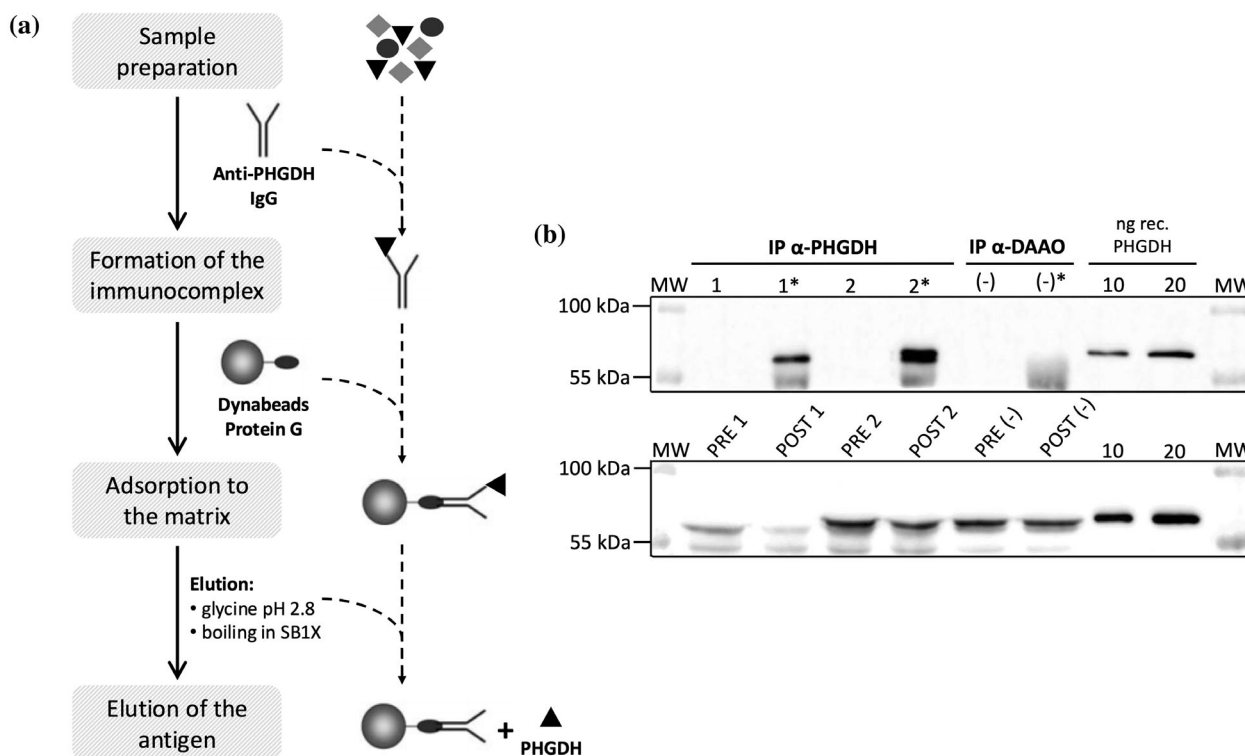 (a)
Sample
preparation
Anti-PHGDH
IgG
Formation of the
immunocomplex
Dynabeads
Protein G
Adsorption to
the matrix
Elution:
• glycine pH 2.8
• boiling in SB1X
Elution of the
antigen
+
PHGDH
(b)
IP α-PHGDH IP α-DAAO ng rec.
PHGDH
MW 1 1* 2 2* (-) (-)* 10 20 MW
100 kDa
55 kDa
MW PRE 1 POST 1 PRE 2 POST 2 PRE (-) POST (-) 10 20 MW
100 kDa
55 kDa